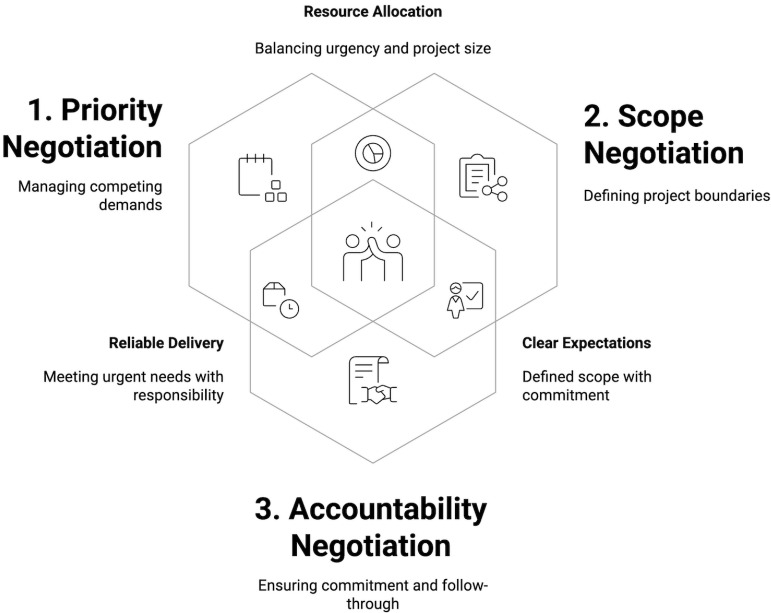 Resource Allocation
Balancing urgency and project size
1. Priority
Negotiation
Managing competing
demands
2. Scope
Negotiation
Defining project boundaries
Reliable Delivery
Meeting urgent needs with
responsibility
Clear Expectations
Defined scope with
commitment
3. Accountability
Negotiation
Ensuring commitment and follow-
through